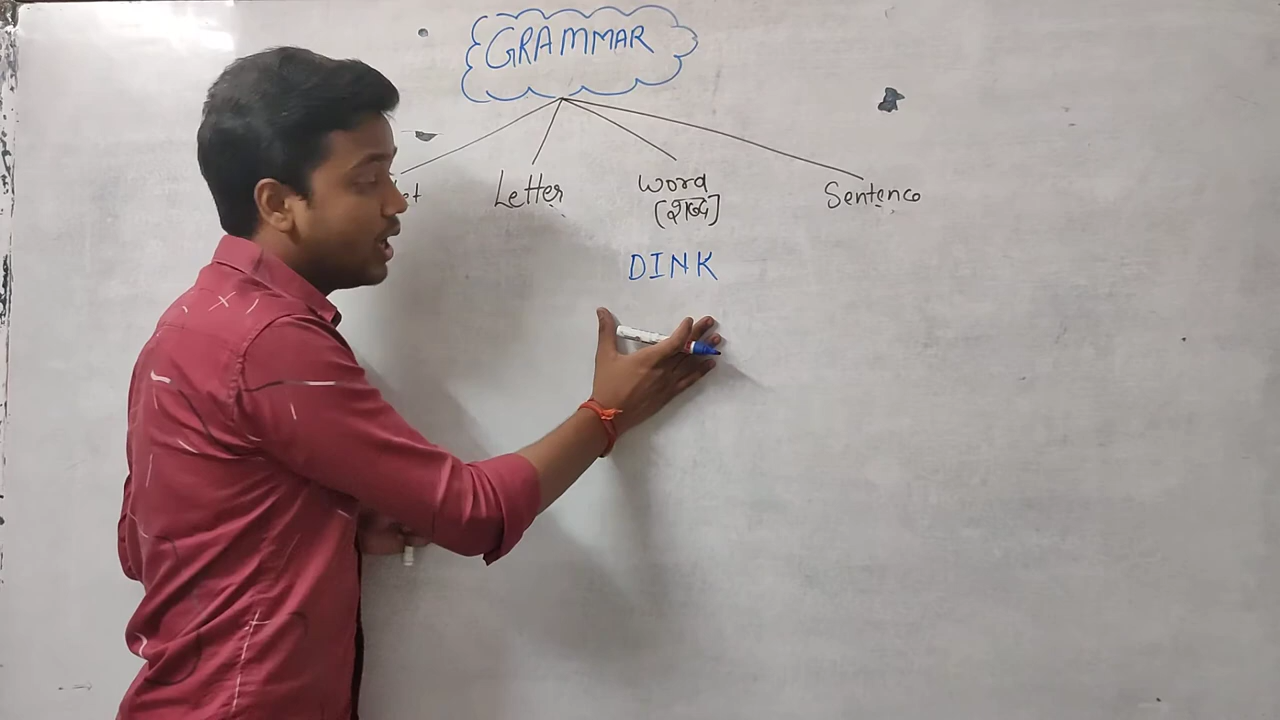 GRAMMAR
Letter
Word
(शब्द)
Sentence
DINK